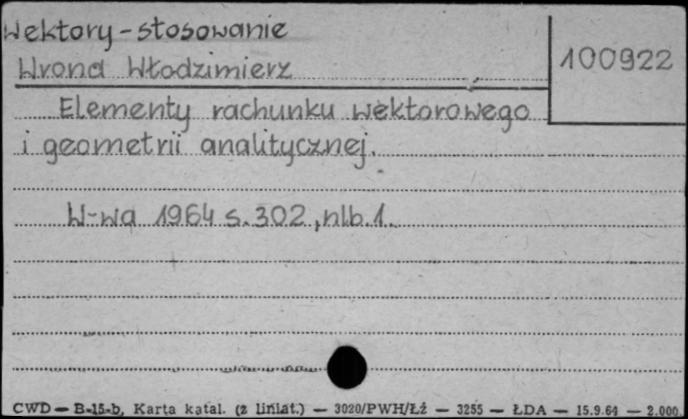 Wektory-stosowanie
Wrona Włodzimierz
100922
Elementy rachunku wektorowego
i geometrii analitycznej.
W-wa 1964 s.302, nlb.1.
CWD — B-15-b, Karta katal. (z liniat.) — 3020/PWH/Łź — 3255 — ŁDA — 15.9.64 — 2.000